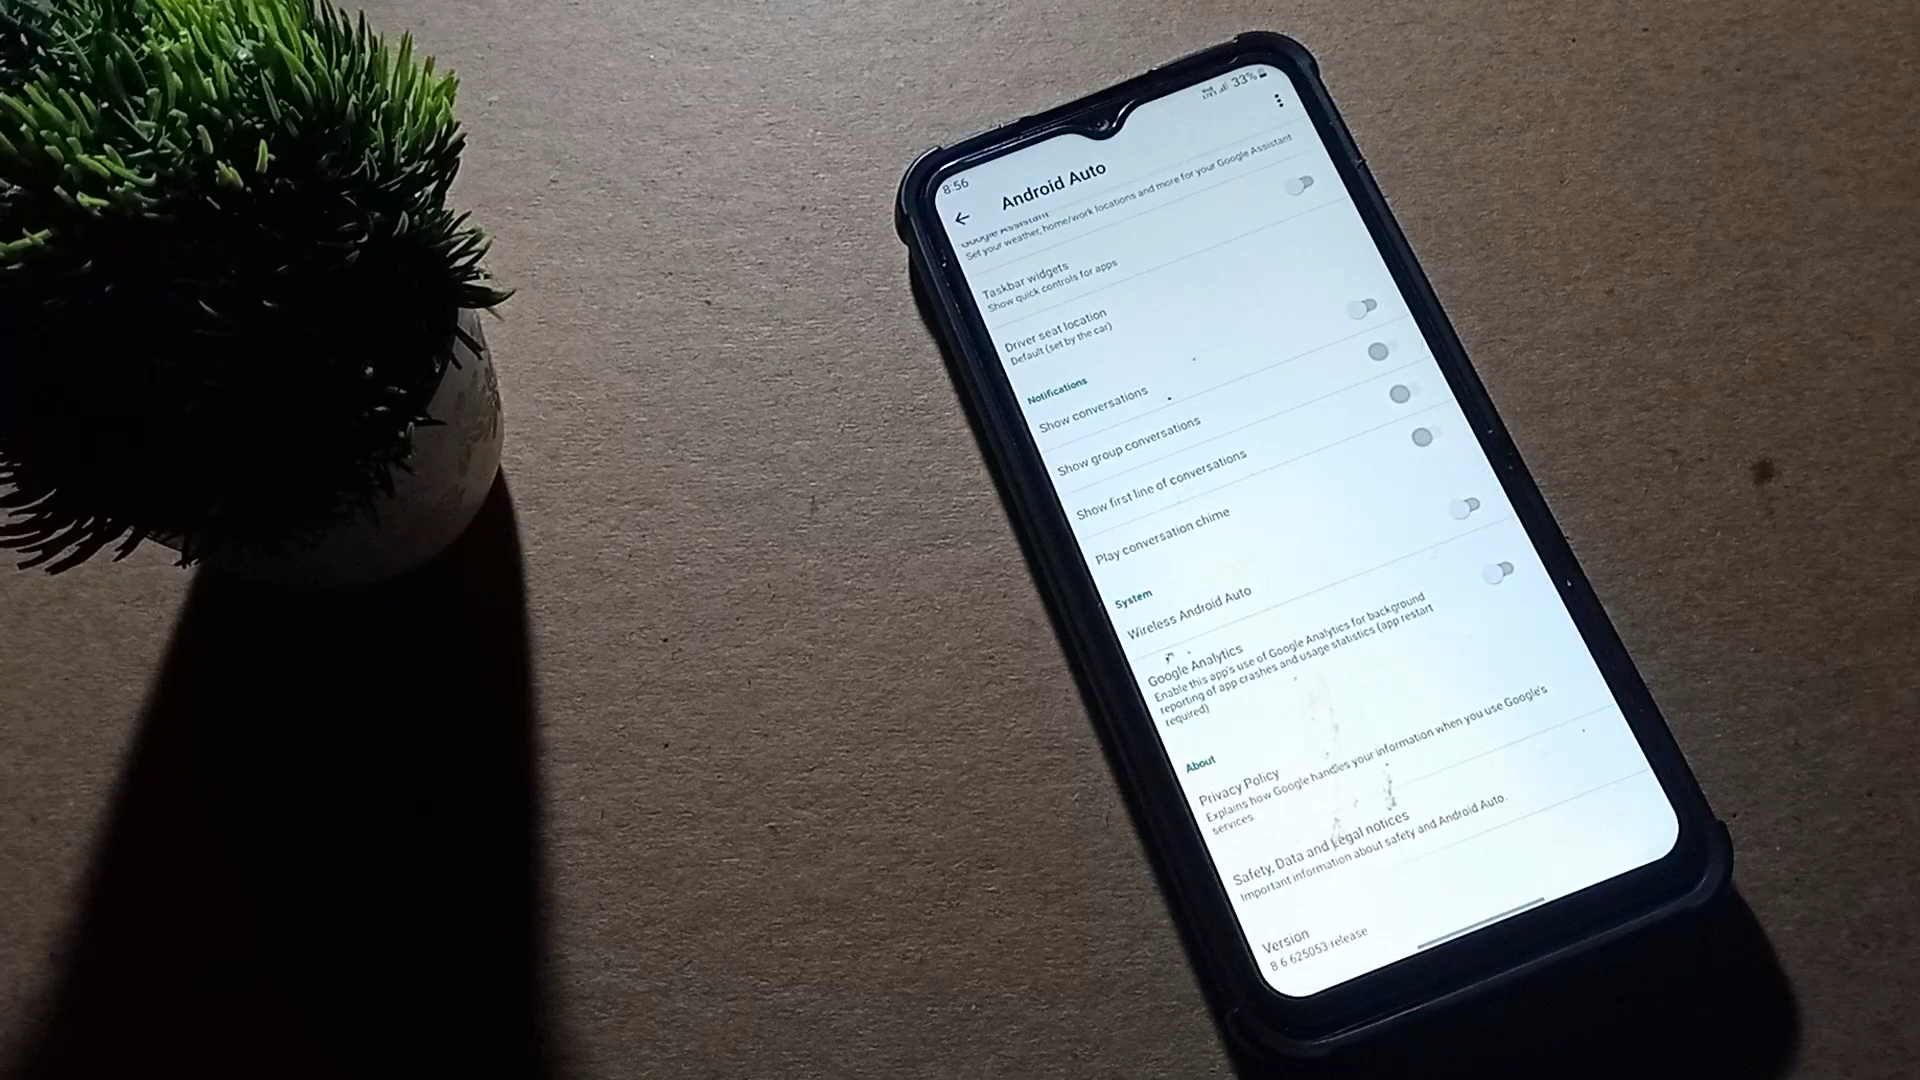 8:56
33%
Android Auto
Google Assistant
Set your weather, home/work locations and more for your Google Assistant
Taskbar widgets
Show quick controls for apps
Driver seat location
Default (set by the car)
Notifications
Show conversations
Show group conversations
Show first line of conversations
Play conversation chime
System
Wireless Android Auto
Google Analytics
Enable this app's use of Google Analytics for background
reporting of app crashes and usage statistics (app restart
required)
About
Privacy Policy
Explains how Google handles your information when you use Google's
services
Safety, Data and Legal notices
Important information about safety and Android Auto.
Version
8 6 625053-release